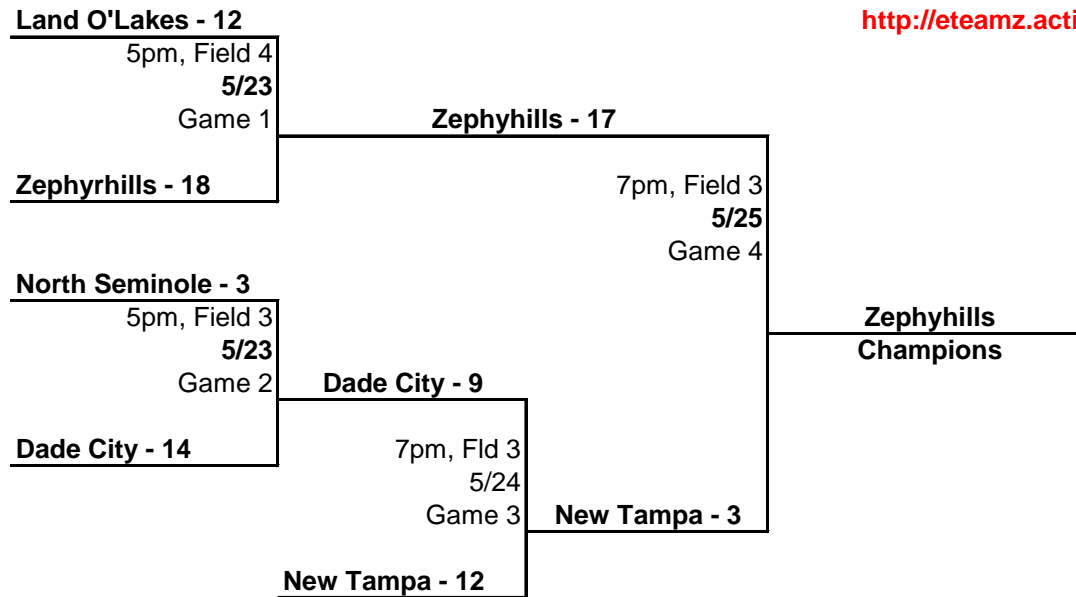 Land O'Lakes - 12
http://eteamz.acti
5pm, Field 4
5/23
Game 1
Zephyhills - 17
Zephyrhills - 18
7pm, Field 3
5/25
Game 4
North Seminole - 3
5pm, Field 3
5/23
Game 2
Zephyhills
Champions
Dade City - 9
Dade City - 14
7pm, Fld 3
5/24
Game 3
New Tampa - 3
New Tampa - 12